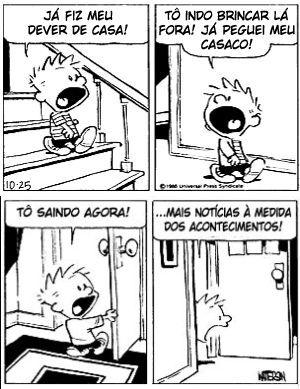 JÁ FIZ MEU
DEVER DE CASA!
TÔ INDO BRINCAR LÁ
FORA! JÁ PEGUEI MEU
CASACO!
10-25
©1986 Universal Press Syndicate
TÔ SAINDO AGORA!
...MAIS NOTÍCIAS À MEDIDA
DOS ACONTECIMENTOS!
WATTERSON